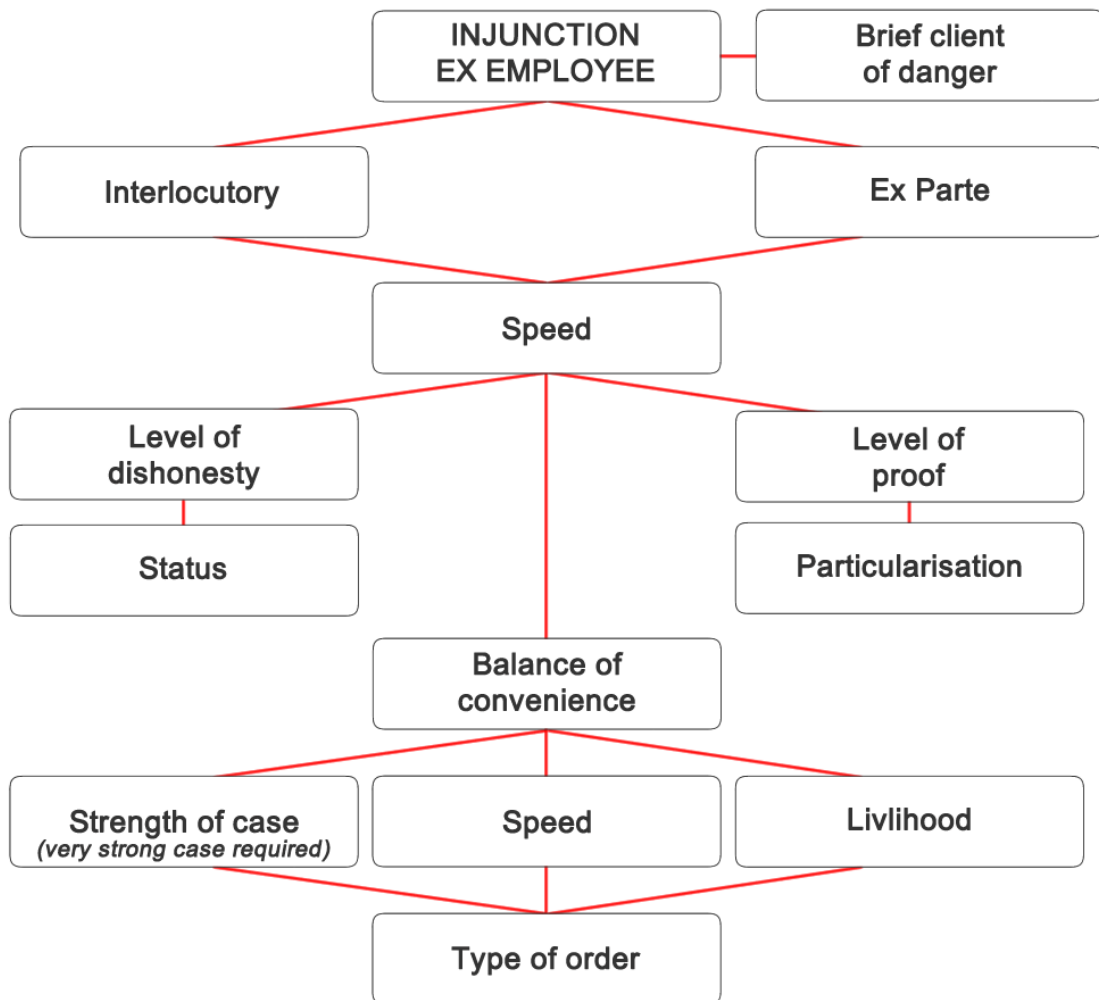 INJUNCTION
EX EMPLOYEE
Brief client
of danger
Interlocutory
Ex Parte
Speed
Level of
dishonesty
Level of
proof
Status
Particularisation
Balance of
convenience
Strength of case
(very strong case required)
Speed
Livlihood
Type of order